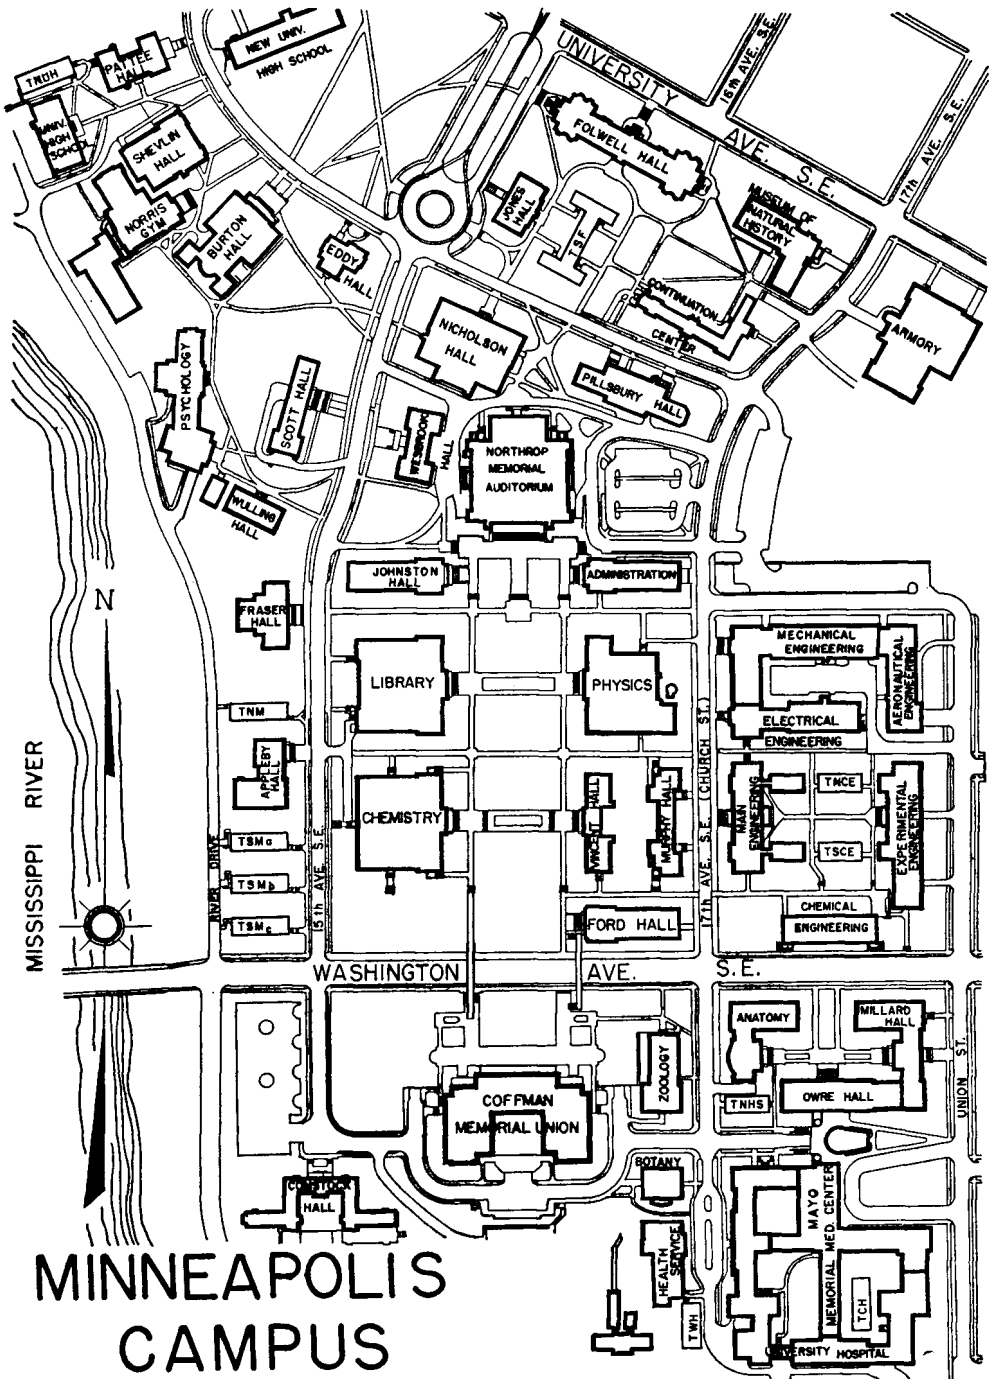 NEW UNIV.
HIGH SCHOOL
PATTEE
HALL
TNUH
UNIV.
HIGH
SCHOOL
SHEVLIN
HALL
NORRIS
GYM
BURTON
HALL
EDDY
HALL
JONES
HALL
TSF
FOLWELL HALL
UNIVERSITY AVE. S.E.
16th AVE. S.E.
17th AVE. S.E.
MUSEUM OF
NATURAL
HISTORY
CONTINUATION
CENTER
ARMORY
NICHOLSON
HALL
PILLSBURY HALL
PSYCHOLOGY
SCOTT HALL
WESBROOK
HALL
NORTHROP
MEMORIAL
AUDITORIUM
WULLING
HALL
JOHNSTON
HALL
ADMINISTRATION
N
FRASER
HALL
LIBRARY
PHYSICS
MECHANICAL
ENGINEERING
AERONAUTICAL
ENGINEERING
TNM
ELECTRICAL
ENGINEERING
APPLEBY
HALL
CHEMISTRY
VINCENT HALL
MURPHY HALL
17th AVE. S.E. (CHURCH ST.)
MAIN
ENGINEERING
TNCE
TSCE
EXPERIMENTAL
ENGINEERING
MISSISSIPPI RIVER
RIVER DRIVE
TSMa
TSMb
TSMc
15th AVE. S.E.
FORD HALL
CHEMICAL
ENGINEERING
WASHINGTON AVE. S.E.
ANATOMY
MILLARD
HALL
ZOOLOGY
TNHS
OWRE HALL
UNION ST.
COFFMAN
MEMORIAL UNION
BOTANY
COMSTOCK
HALL
HEALTH
SERVICE
MAYO
MEMORIAL MED. CENTER
TCH
TWH
UNIVERSITY HOSPITAL
MINNEAPOLIS
CAMPUS